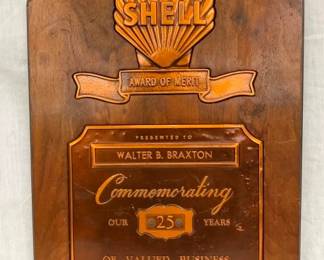 SHELL
AWARD OF MERIT
PRESENTED TO
WALTER B. BRAXTON
Commemorating
OUR 25 YEARS
OF VALUED BUSINESS